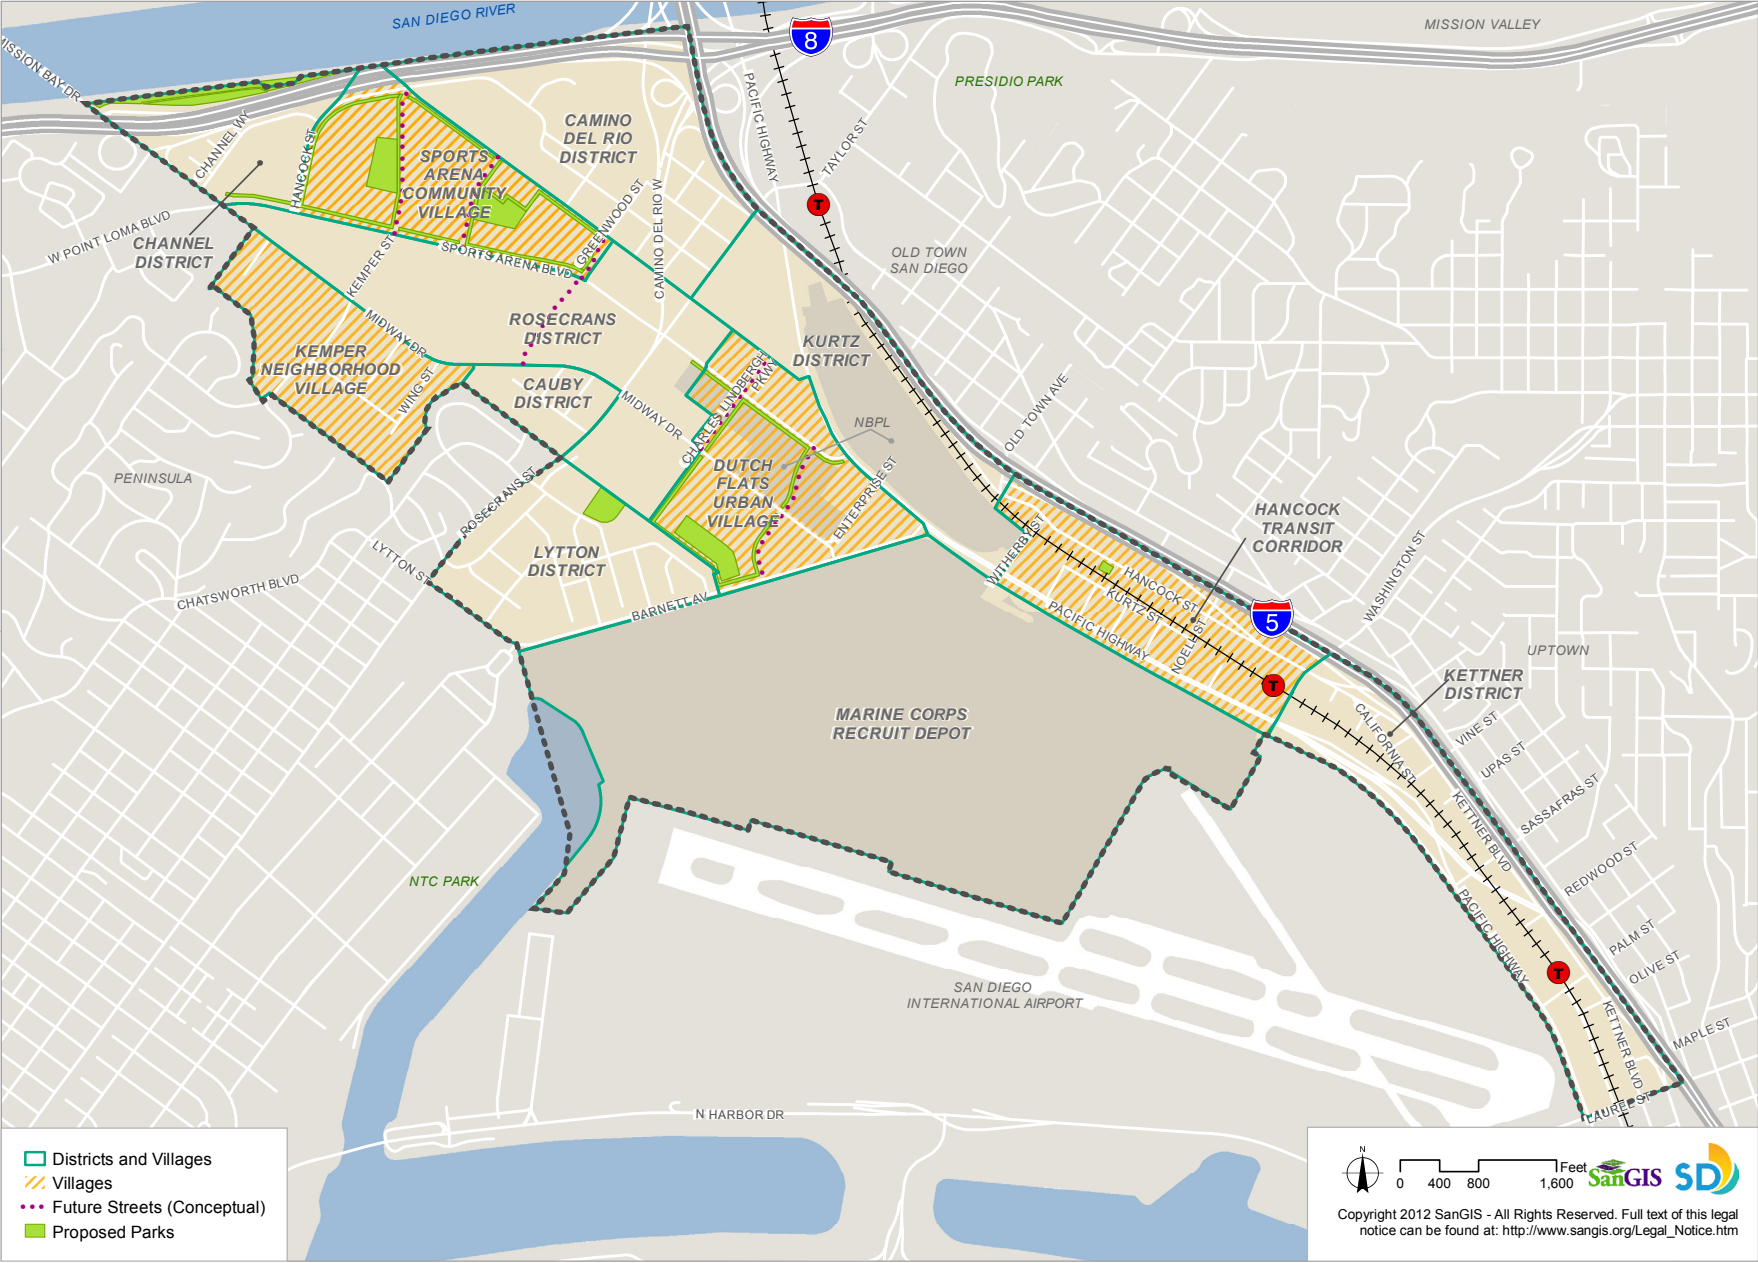 SAN DIEGO RIVER
MISSION VALLEY
8
MISSION BAY DR
PRESIDIO PARK
PACIFIC HIGHWAY
TAYLOR ST
CHANNEL WY
HANCOCK ST
CAMINO
DEL RIO
DISTRICT
SPORTS
ARENA
COMMUNITY
VILLAGE
T
GREENWOOD ST
CAMINO DEL RIO W
W POINT LOMA BLVD
CHANNEL
DISTRICT
KEMPER ST
SPORTS ARENA BLVD
OLD TOWN
SAN DIEGO
ROSECRANS
DISTRICT
MIDWAY DR
KURTZ
DISTRICT
KEMPER
NEIGHBORHOOD
VILLAGE
WING ST
CAUBY
DISTRICT
MIDWAY DR
CHARLES LINDBERGH
PKWY
NBPL
OLD TOWN AVE
PENINSULA
DUTCH
FLATS
URBAN
VILLAGE
ENTERPRISE ST
ROSECRANS ST
HANCOCK
TRANSIT
CORRIDOR
LYTTON
DISTRICT
LYTTON ST
WITHERBY ST
WASHINGTON ST
CHATSWORTH BLVD
BARNETT AV
HANCOCK ST
KURTZ ST
PACIFIC HIGHWAY
NOELL ST
5
UPTOWN
KETTNER
DISTRICT
T
MARINE CORPS
RECRUIT DEPOT
CALIFORNIA ST
VINE ST
UPAS ST
SASSAFRAS ST
KETTNER BLVD
REDWOOD ST
NTC PARK
PACIFIC HIGHWAY
PALM ST
OLIVE ST
T
SAN DIEGO
INTERNATIONAL AIRPORT
KETTNER BLVD
MAPLE ST
LAUREL ST
N HARBOR DR
Districts and Villages
Villages
Future Streets (Conceptual)
Proposed Parks
N
Feet
0 400 800 1,600
SanGIS
SD
Copyright 2012 SanGIS - All Rights Reserved. Full text of this legal
notice can be found at: http://www.sangis.org/Legal_Notice.htm